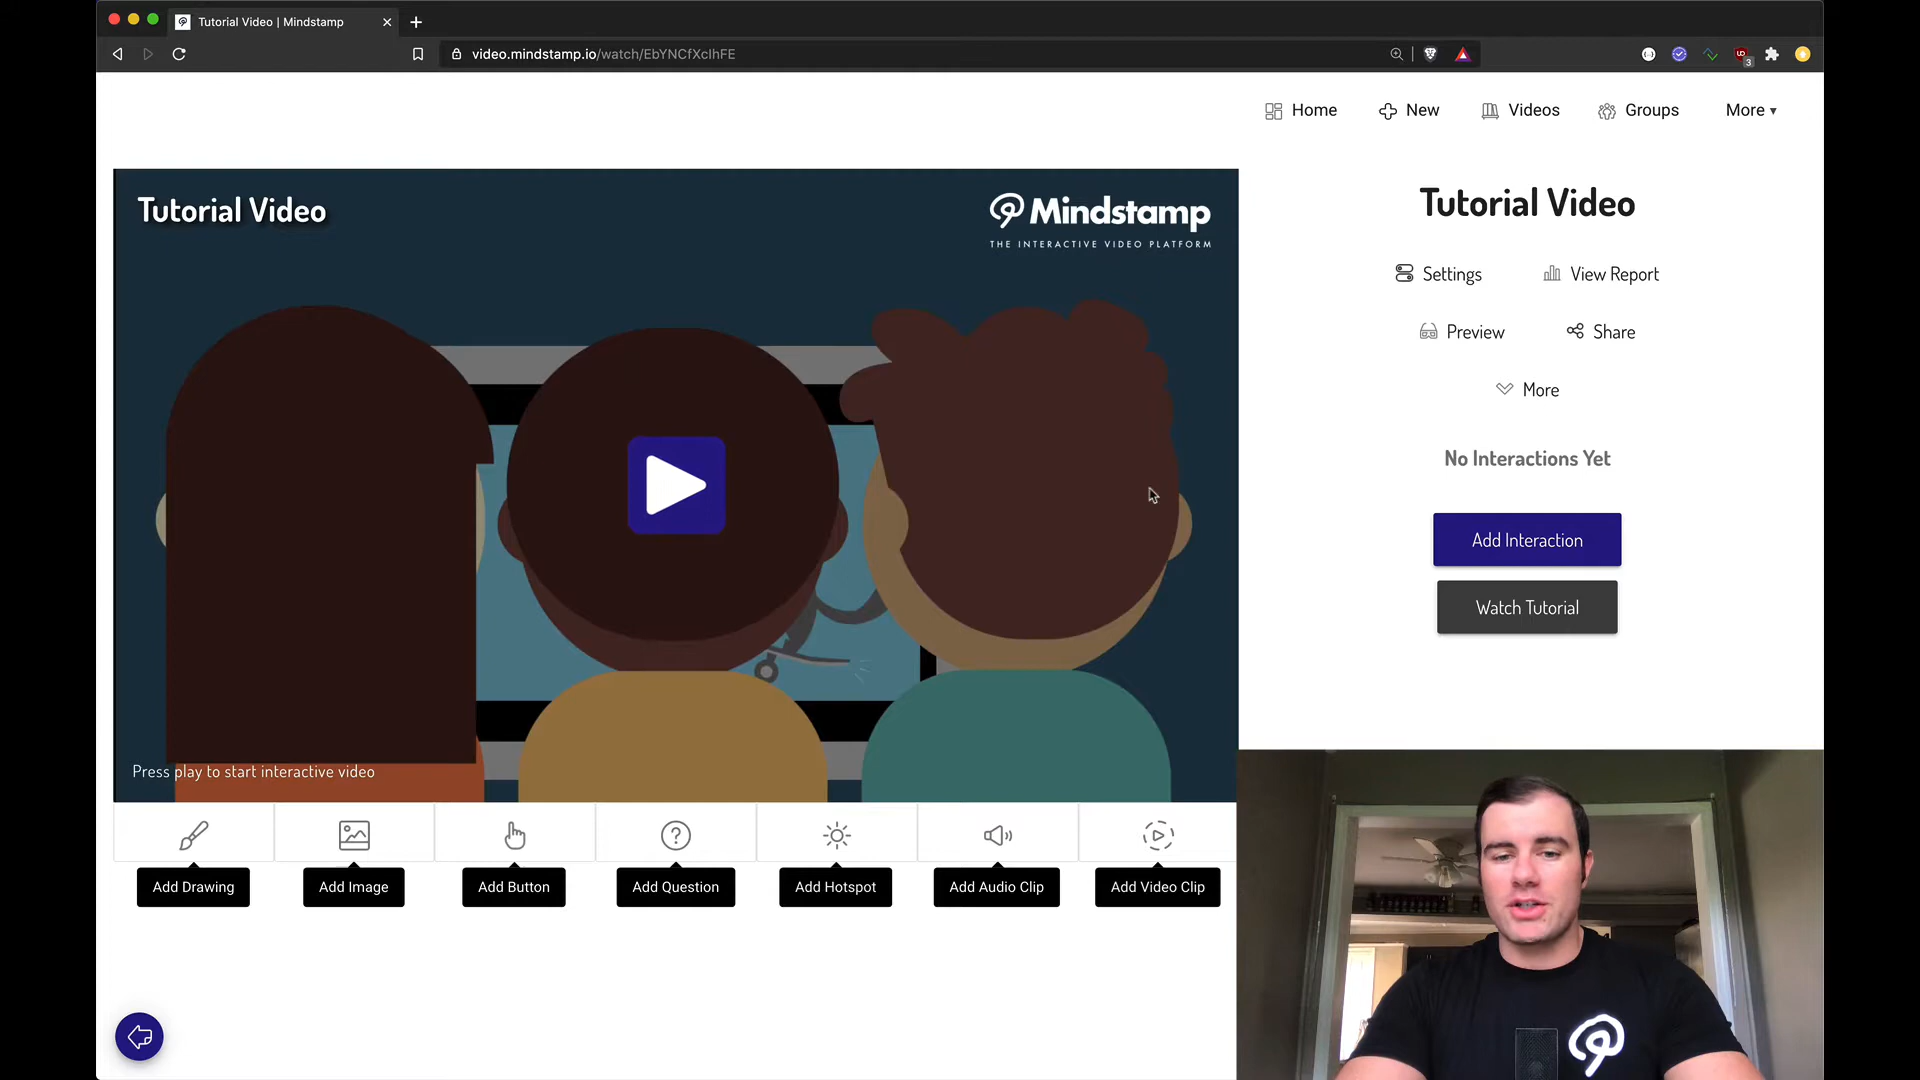 Tutorial Video | Mindstamp
video.mindstamp.io/watch/EbYNCfXcIhFE
3
Home
New
Videos
Groups
More ▾
Tutorial Video
Mindstamp
THE INTERACTIVE VIDEO PLATFORM
Press play to start interactive video
Tutorial Video
Settings
View Report
Preview
Share
More
No Interactions Yet
Add Interaction
Watch Tutorial
Add Drawing
Add Image
Add Button
Add Question
Add Hotspot
Add Audio Clip
Add Video Clip